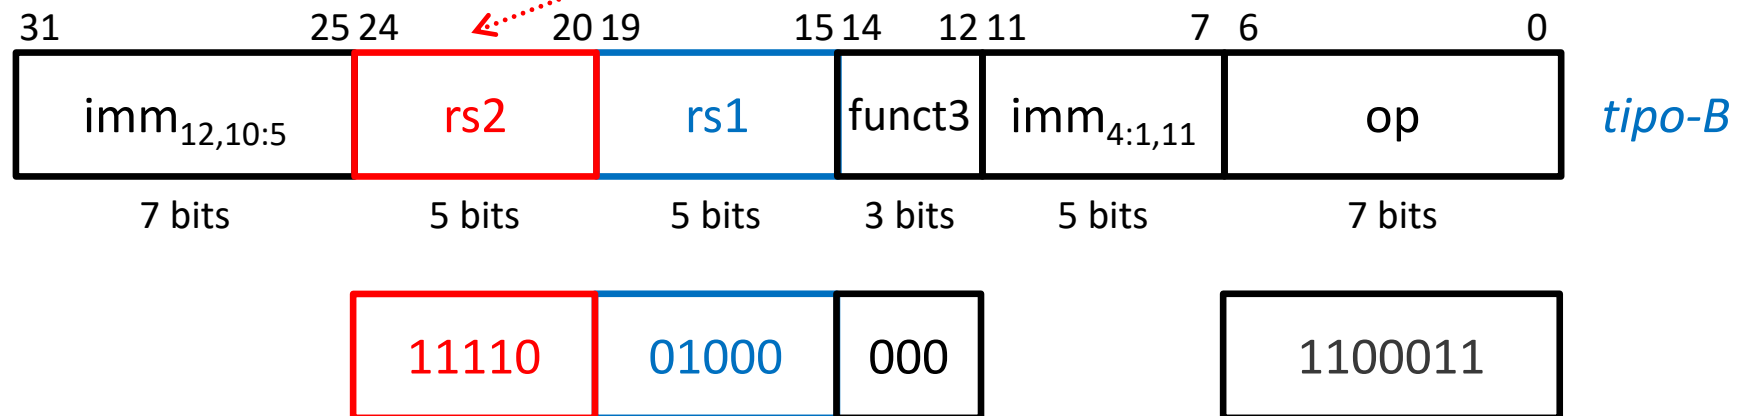 31 25 24 20 19 15 14 12 11 7 6 0
imm12,10:5 rs2 rs1 funct3 imm4:1,11 op tipo-B
7 bits 5 bits 5 bits 3 bits 5 bits 7 bits
11110 01000 000 1100011